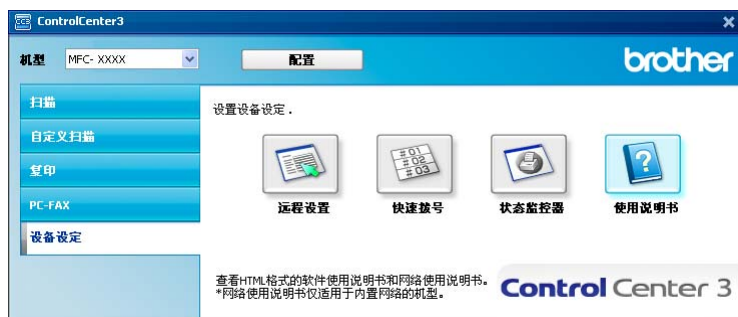 ControlCenter3
机型 MFC- XXXX 配置 brother
扫描
自定义扫描
复印
PC-FAX
设备设定
设置设备设定 .
#01
#02
#03
远程设置 快速拨号 状态监控器 使用说明书
查看HTML格式的软件使用说明书和网络使用说明书。
*网络使用说明书仅适用于内置网络的机型。
Control Center 3